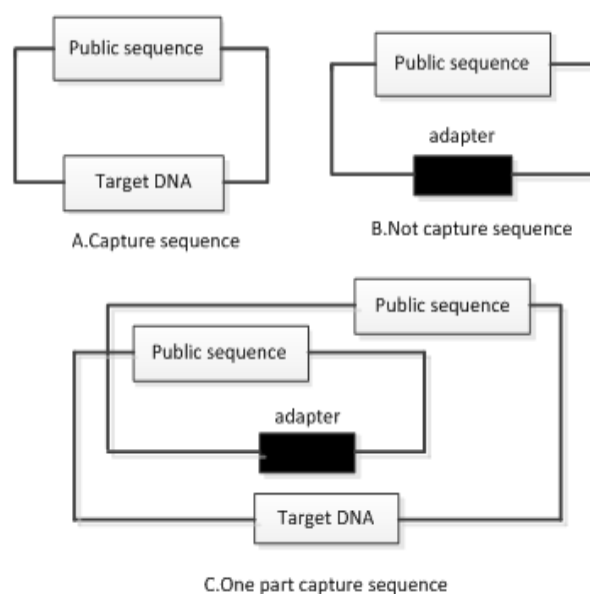 Public sequence
Target DNA
A.Capture sequence
Public sequence
adapter
B.Not capture sequence
Public sequence
Public sequence
adapter
Target DNA
C.One part capture sequence